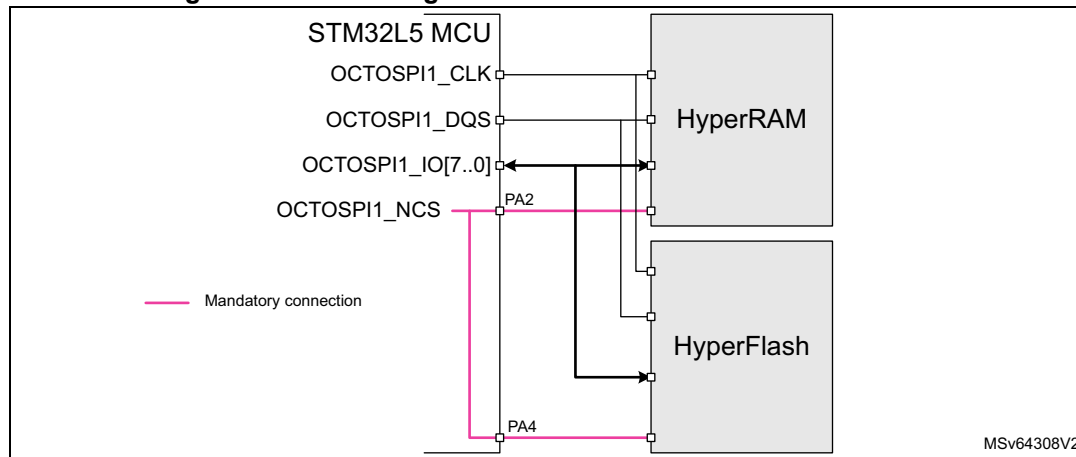 STM32L5 MCU
OCTOSPI1_CLK
OCTOSPI1_DQS
OCTOSPI1_IO[7..0]
OCTOSPI1_NCS
PA2
HyperRAM
Mandatory connection
HyperFlash
PA4
MSv64308V2